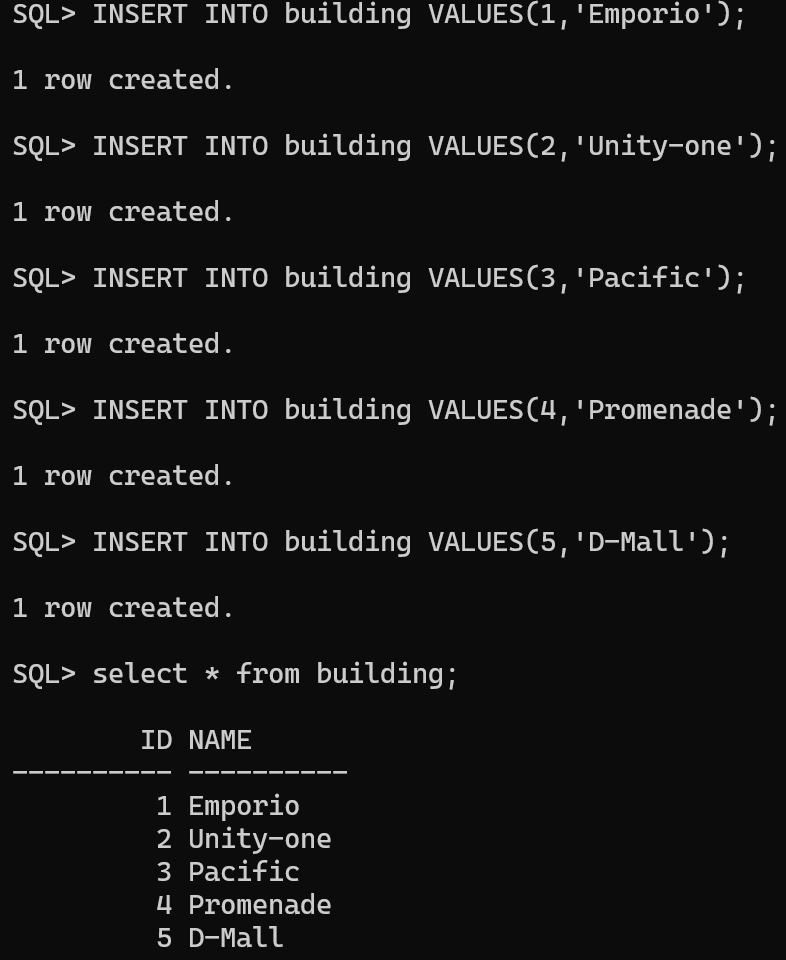 SQL> INSERT INTO building VALUES(1,'Emporio');
1 row created.
SQL> INSERT INTO building VALUES(2,'Unity-one');
1 row created.
SQL> INSERT INTO building VALUES(3,'Pacific');
1 row created.
SQL> INSERT INTO building VALUES(4,'Promenade');
1 row created.
SQL> INSERT INTO building VALUES(5,'D-Mall');
1 row created.
SQL> select * from building;
ID NAME
---------- ----------
1 Emporio
2 Unity-one
3 Pacific
4 Promenade
5 D-Mall